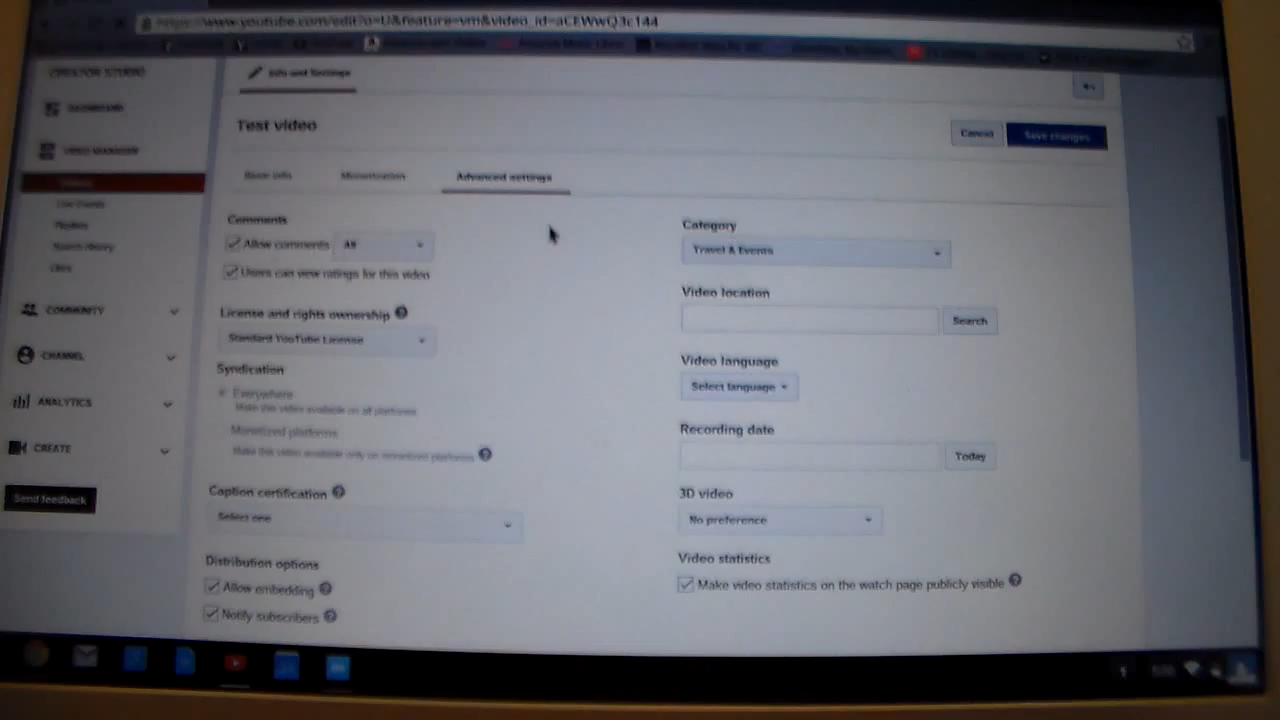 https://www.youtube.com/edit?o=U&feature=vm&video_id=
CREATOR STUDIO
Info and Settings
DASHBOARD
Test video
Cancel
Save changes
VIDEO MANAGER
Basic info
Monetization
Advanced settings
Videos
Live Events
Playlists
Search History
Likes
Comments
Allow comments
All
Users can view ratings for this video
Category
Travel & Events
Video location
Search
License and rights ownership ?
Standard YouTube License
COMMUNITY
CHANNEL
ANALYTICS
CREATE
Send feedback
Syndication
Everywhere
Make this video available on all platforms
Monetized platforms
Make this video available only on monetized platforms ?
Video language
Select language
Recording date
Today
Caption certification ?
Select one
3D video
No preference
Distribution options
Allow embedding ?
Notify subscribers ?
Video statistics
Make video statistics on the watch page publicly visible ?